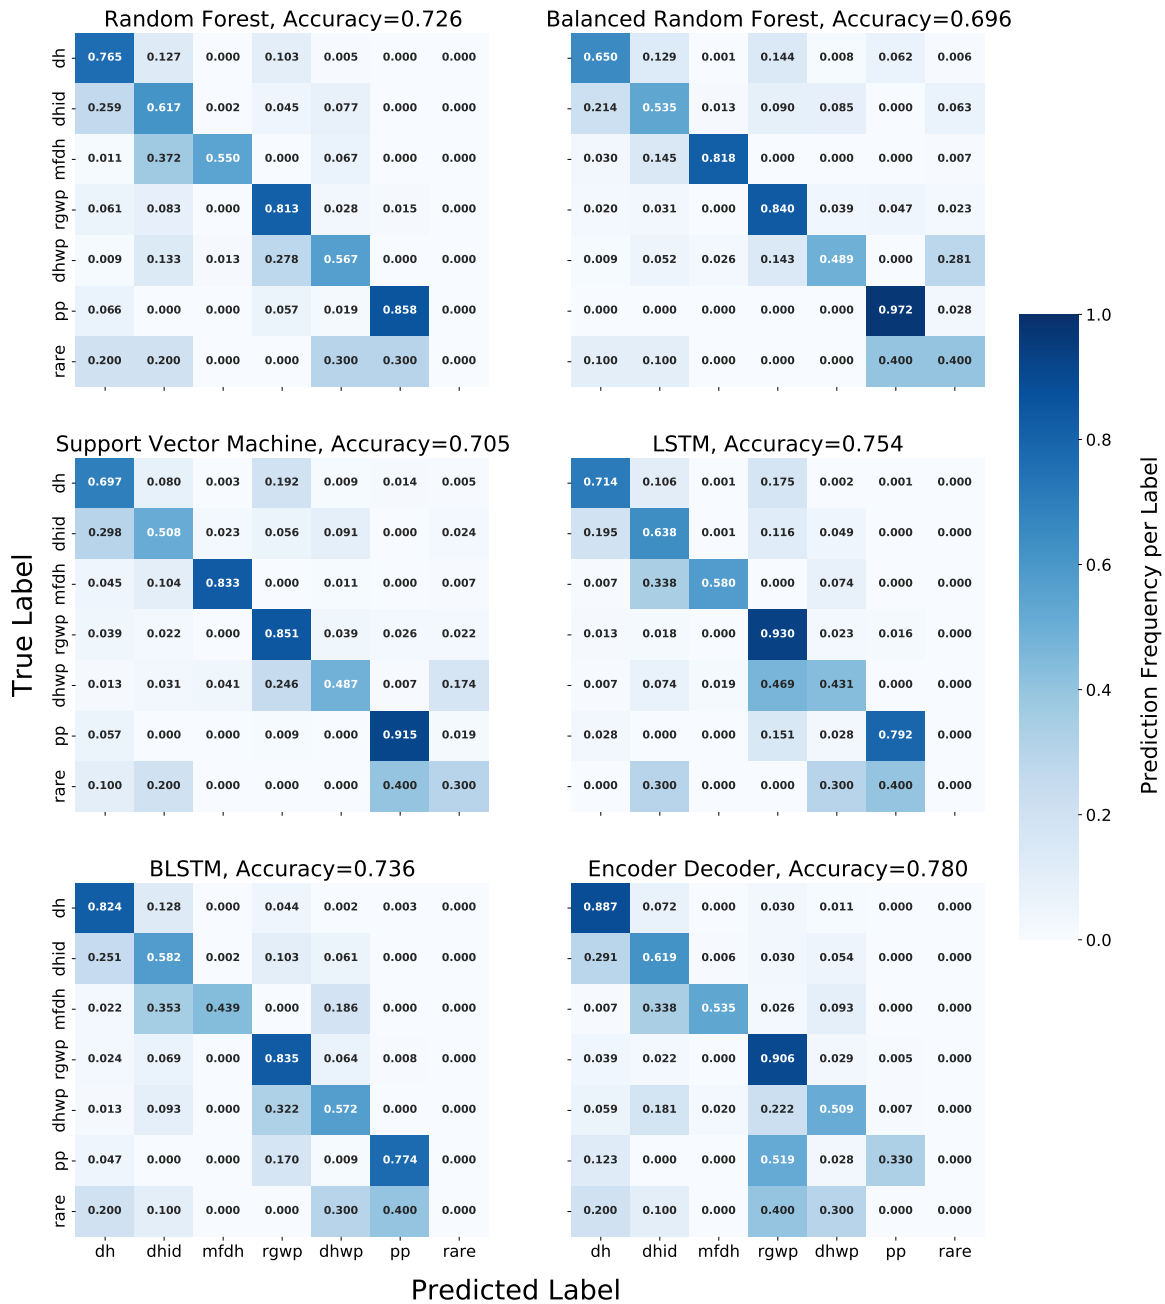 Random Forest, Accuracy=0.726
dh 0.765 0.127 0.000 0.103 0.005 0.000 0.000
dhid 0.259 0.617 0.002 0.045 0.077 0.000 0.000
mfdh 0.011 0.372 0.550 0.000 0.067 0.000 0.000
rgwp 0.061 0.083 0.000 0.813 0.028 0.015 0.000
dhwp 0.009 0.133 0.013 0.278 0.567 0.000 0.000
pp 0.066 0.000 0.000 0.057 0.019 0.858 0.000
rare 0.200 0.200 0.000 0.000 0.300 0.300 0.000
Balanced Random Forest, Accuracy=0.696
0.650 0.129 0.001 0.144 0.008 0.062 0.006
0.214 0.535 0.013 0.090 0.085 0.000 0.063
0.030 0.145 0.818 0.000 0.000 0.000 0.007
0.020 0.031 0.000 0.840 0.039 0.047 0.023
0.009 0.052 0.026 0.143 0.489 0.000 0.281
0.000 0.000 0.000 0.000 0.000 0.972 0.028
0.100 0.100 0.000 0.000 0.000 0.400 0.400
Support Vector Machine, Accuracy=0.705
dh 0.697 0.080 0.003 0.192 0.009 0.014 0.005
dhid 0.298 0.508 0.023 0.056 0.091 0.000 0.024
mfdh 0.045 0.104 0.833 0.000 0.011 0.000 0.007
rgwp 0.039 0.022 0.000 0.851 0.039 0.026 0.022
dhwp 0.013 0.031 0.041 0.246 0.487 0.007 0.174
pp 0.057 0.000 0.000 0.009 0.000 0.915 0.019
rare 0.100 0.200 0.000 0.000 0.000 0.400 0.300
LSTM, Accuracy=0.754
0.714 0.106 0.001 0.175 0.002 0.001 0.000
0.195 0.638 0.001 0.116 0.049 0.000 0.000
0.007 0.338 0.580 0.000 0.074 0.000 0.000
0.013 0.018 0.000 0.930 0.023 0.016 0.000
0.007 0.074 0.019 0.469 0.431 0.000 0.000
0.028 0.000 0.000 0.151 0.028 0.792 0.000
0.000 0.300 0.000 0.000 0.300 0.400 0.000
BLSTM, Accuracy=0.736
dh 0.824 0.128 0.000 0.044 0.002 0.003 0.000
dhid 0.251 0.582 0.002 0.103 0.061 0.000 0.000
mfdh 0.022 0.353 0.439 0.000 0.186 0.000 0.000
rgwp 0.024 0.069 0.000 0.835 0.064 0.008 0.000
dhwp 0.013 0.093 0.000 0.322 0.572 0.000 0.000
pp 0.047 0.000 0.000 0.170 0.009 0.774 0.000
rare 0.200 0.100 0.000 0.000 0.300 0.400 0.000
dh dhid mfdh rgwp dhwp pp rare
Encoder Decoder, Accuracy=0.780
0.887 0.072 0.000 0.030 0.011 0.000 0.000
0.291 0.619 0.006 0.030 0.054 0.000 0.000
0.007 0.338 0.535 0.026 0.093 0.000 0.000
0.039 0.022 0.000 0.906 0.029 0.005 0.000
0.059 0.181 0.020 0.222 0.509 0.007 0.000
0.123 0.000 0.000 0.519 0.028 0.330 0.000
0.200 0.100 0.000 0.400 0.300 0.000 0.000
dh dhid mfdh rgwp dhwp pp rare
True Label
Predicted Label
1.0
0.8
0.6
0.4
0.2
0.0
Prediction Frequency per Label